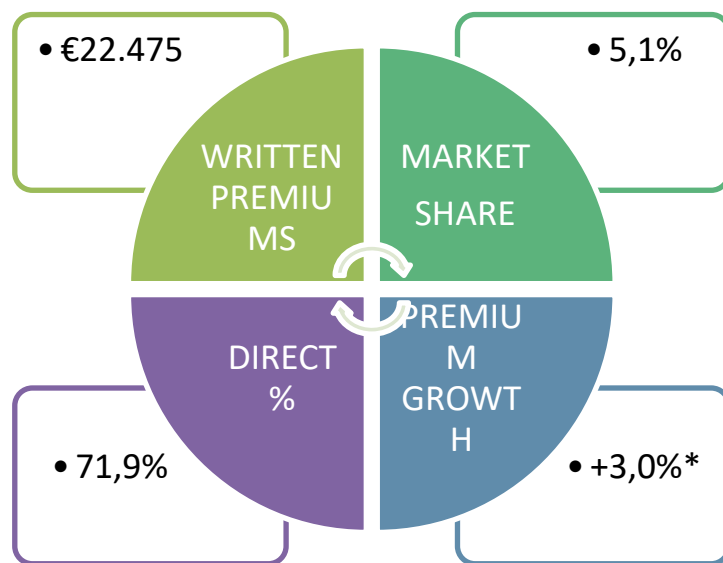 • €22.475
• 5,1%
WRITTEN
PREMIU
MS
MARKET
SHARE
DIRECT
%
PREMIU
M
GROWT
H
• 71,9%
• +3,0%*